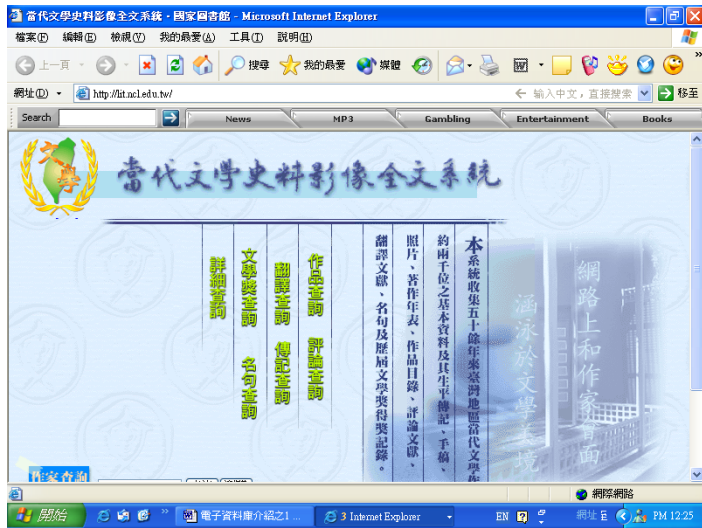 當代文學史料影像全文系統 - 國家圖書館 - Microsoft Internet Explorer
檔案(F) 編輯(E) 檢視(V) 我的最愛(A) 工具(T) 說明(H)
上一頁 搜尋 我的最愛 媒體
網址(D) http://lit.ncl.edu.tw/ 输入中文，直接搜索 移至
Search News MP3 Gambling Entertainment Books
文學
當代文學史料影像全文系統
本系統收集五十餘年來臺灣地區當代文學作
約兩千位之基本資料及其生平傳記、手稿、
照片、著作年表、作品目錄、評論文獻、
翻譯文獻、名句及歷屆文學獎得獎記錄。
作品查詢 評論查詢
翻譯查詢 傳記查詢
文學獎查詢 名句查詢
詳細查詢
網路上和作家會面
涵泳於文學美境
作家查詢
網際網路
開始 電子資料庫介紹之1... 3 Internet Explorer EN 網址 PM 12:25